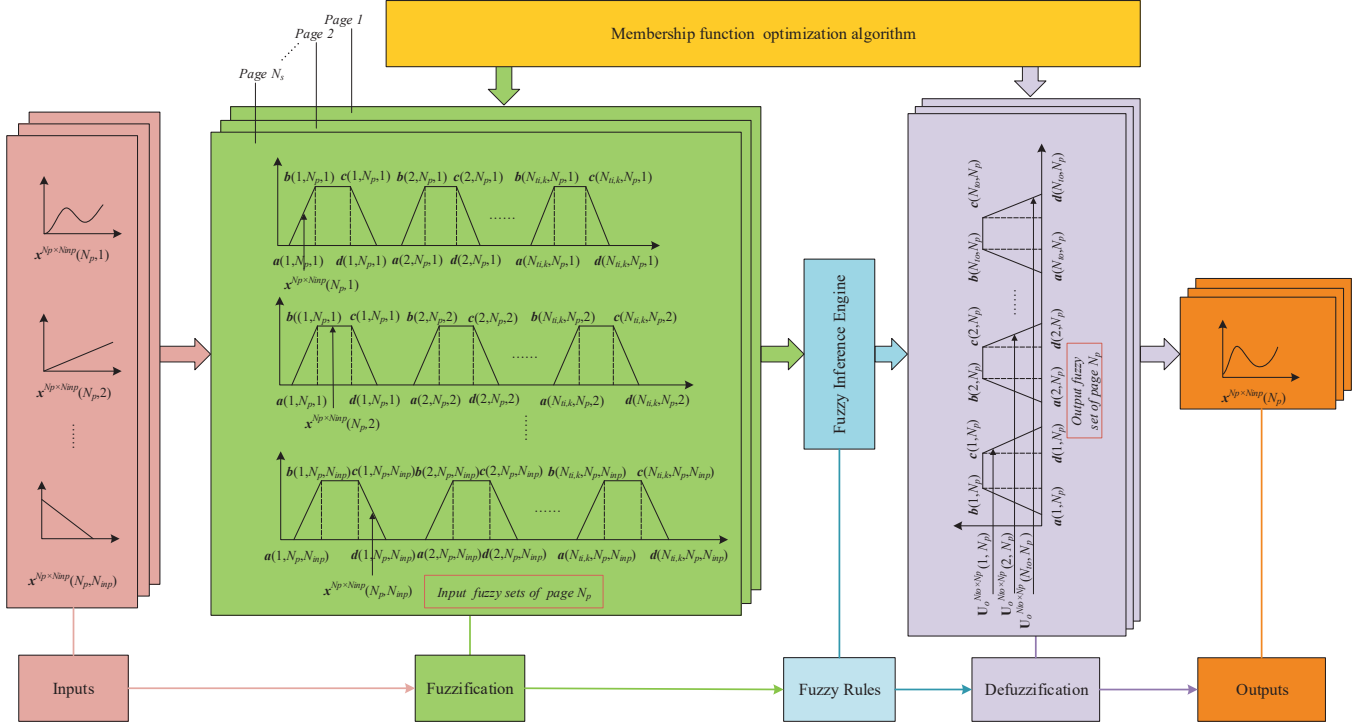 Page 1
Page 2
Page Ns
Membership function optimization algorithm
x^Np×Ninp(Np,1)
x^Np×Ninp(Np,2)
x^Np×Ninp(Np,Ninp)
b(1,Np,1) c(1,Np,1) b(2,Np,1) c(2,Np,1) b(Nti,k,Np,1) c(Nti,k,Np,1)
......
a(1,Np,1) d(1,Np,1) a(2,Np,1) d(2,Np,1) a(Nti,k,Np,1) d(Nti,k,Np,1)
x^Np×Ninp(Np,1)
b((1,Np,1) c(1,Np,1) b(2,Np,2) c(2,Np,2) b(Nti,k,Np,2) c(Nti,k,Np,2)
......
a(1,Np,1) d(1,Np,1) a(2,Np,2) d(2,Np,2) a(Nti,k,Np,2) d(Nti,k,Np,2)
x^Np×Ninp(Np,2)
......
b(1,Np,Ninp) c(1,Np,Ninp) b(2,Np,Ninp) c(2,Np,Ninp) b(Nti,k,Np,Ninp) c(Nti,k,Np,Ninp)
......
a(1,Np,Ninp) d(1,Np,Ninp) a(2,Np,Ninp) d(2,Np,Ninp) a(Nti,k,Np,Ninp) d(Nti,k,Np,Ninp)
x^Np×Ninp(Np,Ninp)
Input fuzzy sets of page Np
Fuzzy Inference Engine
b(1,Np) c(1,Np) b(2,Np) c(2,Np) b(Nto,Np) c(Nto,Np)
......
a(1,Np) d(1,Np) a(2,Np) d(2,Np) a(Nto,Np) d(Nto,Np)
Uo^Nto×Np(1, Np)
Uo^Nto×Np(2, Np)
Uo^Nto×Np(Nto, Np)
Output fuzzy
set of page Np
x^Np×Ninp(Np)
Inputs
Fuzzification
Fuzzy Rules
Defuzzification
Outputs